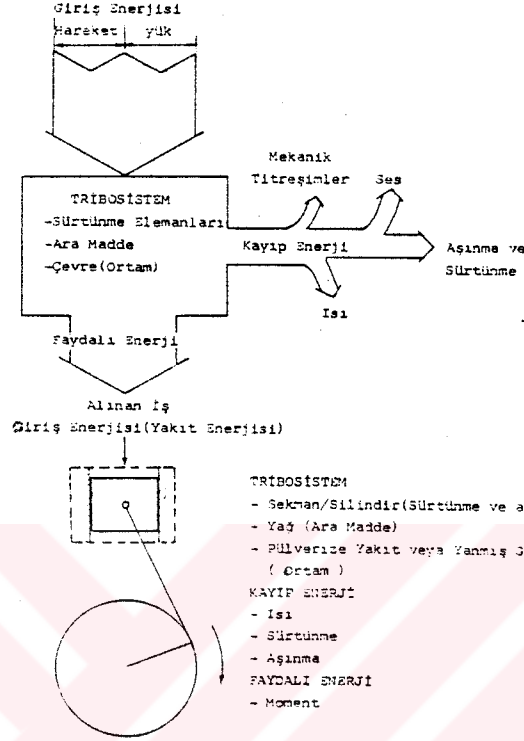 Giriş Enerjisi
Hareket yük
Mekanik
Titreşimler Ses
TRIBOSİSTEM
-Sürtünme Elemanları
-Ara Madde
-Çevre(Ortam)
Kayıp Enerji
Aşınma ve
Sürtünme
Isı
Faydalı Enerji
Alınan İş
Giriş Enerjisi(Yakıt Enerjisi)
TRİBOSİSTEM
- Sekman/Silindir(Sürtünme ve a
- Yağ (Ara Madde)
- Pülverize Yakıt veya Yanmış
( Ortam )
KAYIP ENERJİ
- Isı
- Sürtünme
- Aşınma
FAYDALI ENERJİ
- Moment